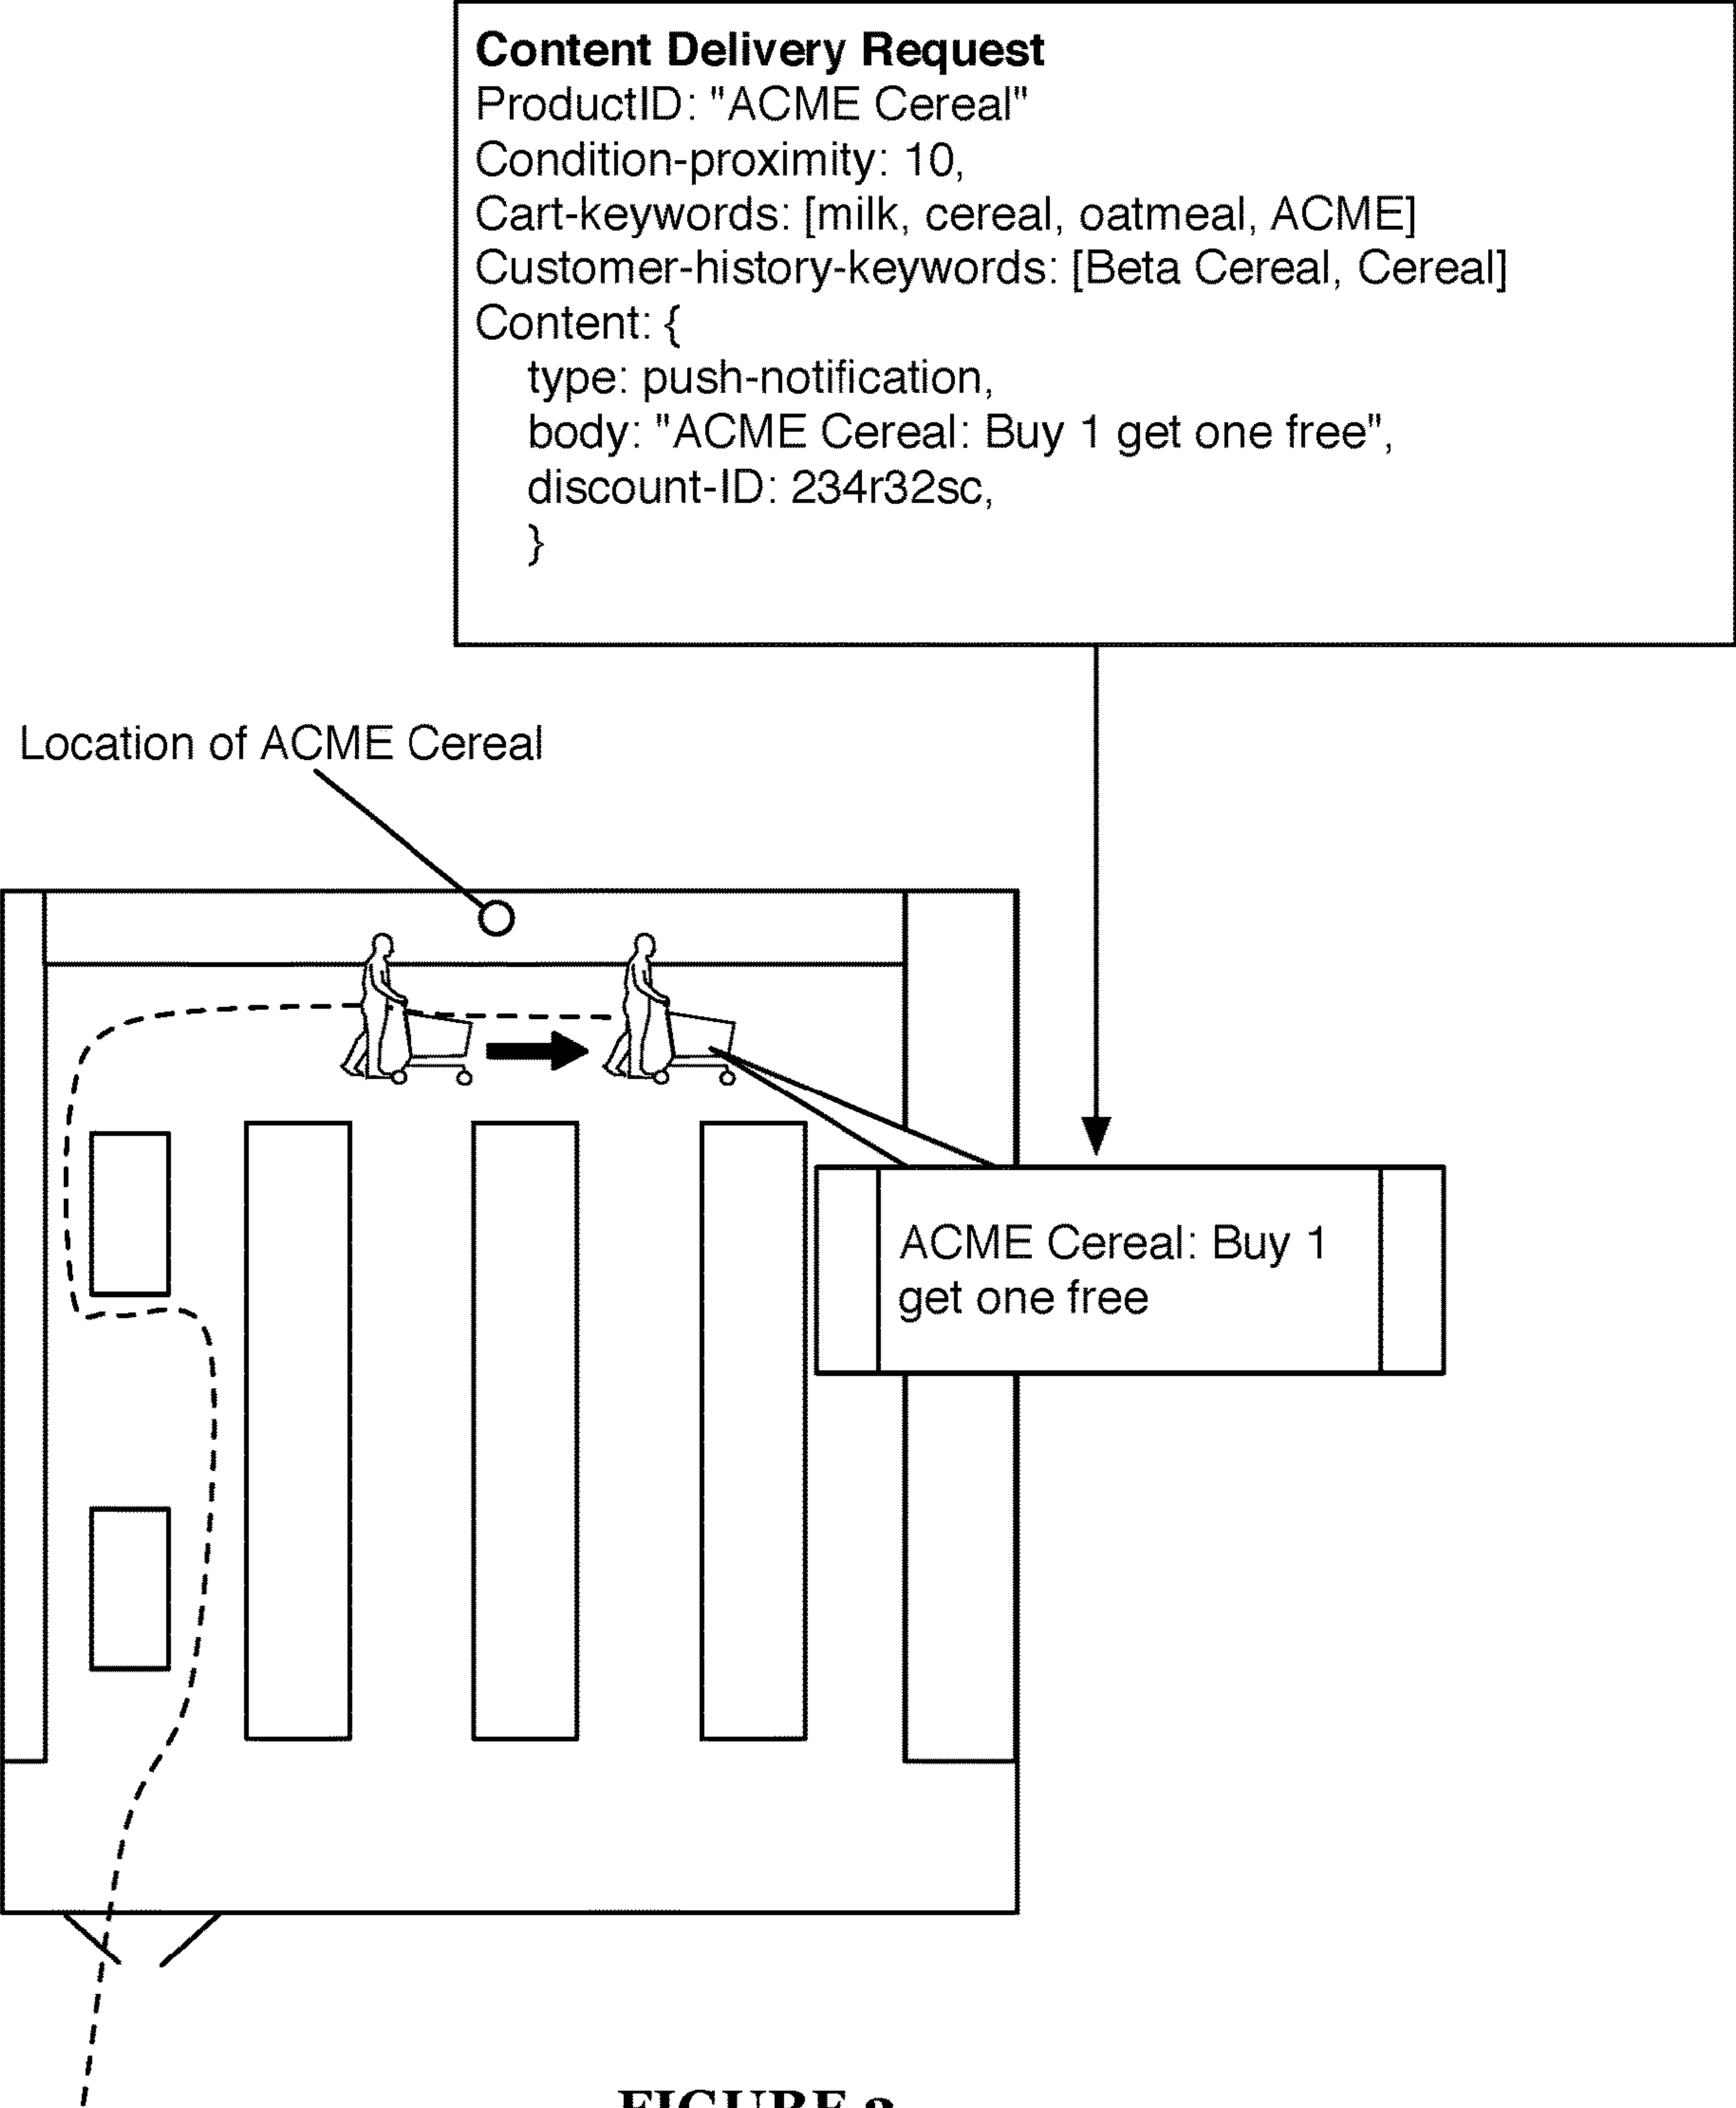 Content Delivery Request
ProductID: "ACME Cereal"
Condition-proximity: 10,
Cart-keywords: [milk, cereal, oatmeal, ACME]
Customer-history-keywords: [Beta Cereal, Cereal]
Content: {
type: push-notification,
body: "ACME Cereal: Buy 1 get one free",
discount-ID: 234r32sc,
}
Location of ACME Cereal
ACME Cereal: Buy 1
get one free
FIGURE